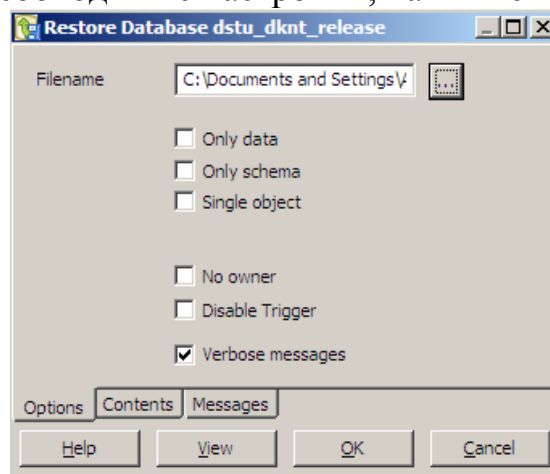 Restore Database dstu_dknt_release
Filename C:\Documents and Settings\ ...
Only data
Only schema
Single object
No owner
Disable Trigger
Verbose messages
Options Contents Messages
Help View OK Cancel